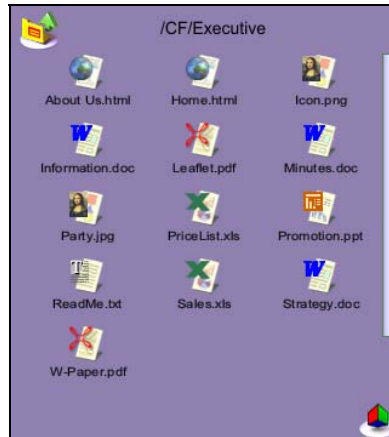 /CF/Executive
About Us.html Home.html Icon.png
Information.doc Leaflet.pdf Minutes.doc
Party.jpg PriceList.xls Promotion.ppt
ReadMe.txt Sales.xls Strategy.doc
W-Paper.pdf